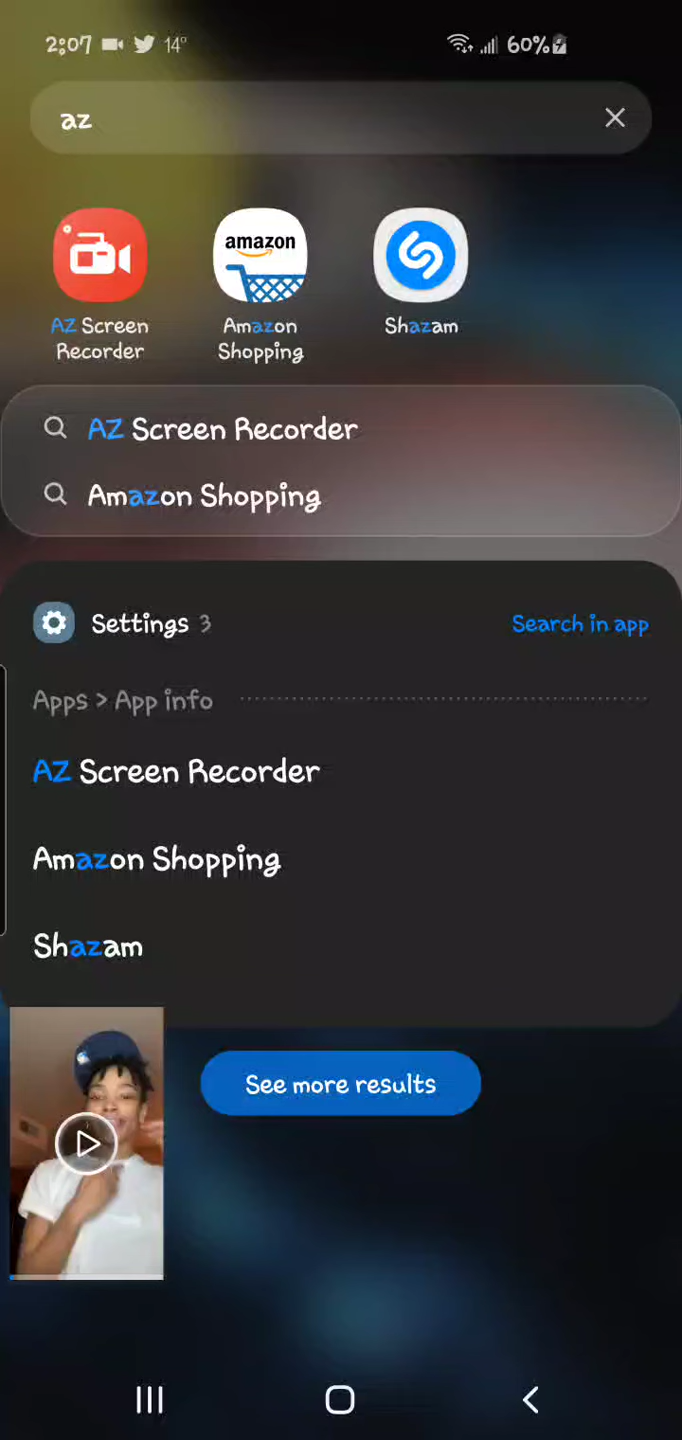 2:07 14° 60%
az
amazon
AZ Screen Recorder
Amazon Shopping
Shazam
AZ Screen Recorder
Amazon Shopping
Settings 3 Search in app
Apps > App info
AZ Screen Recorder
Amazon Shopping
Shazam
See more results